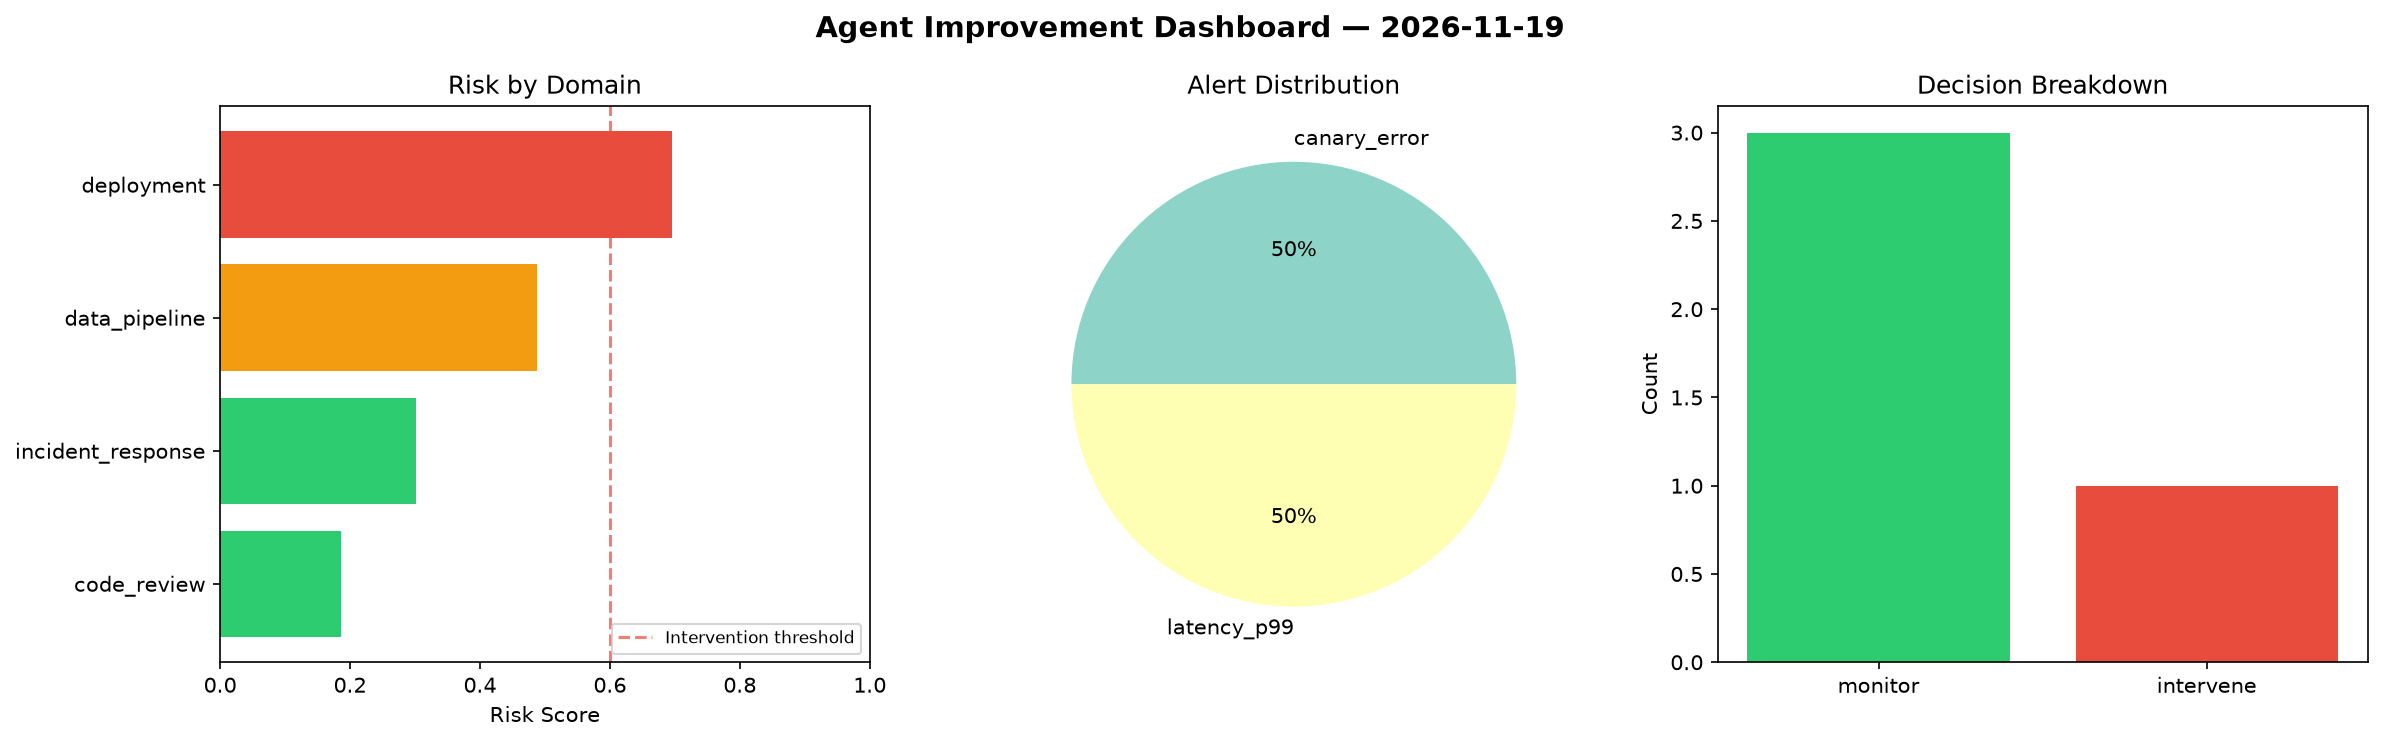 Agent Improvement Dashboard — 2026-11-19
Risk by Domain
deployment
data_pipeline
incident_response
code_review
Intervention threshold
0.0 0.2 0.4 0.6 0.8 1.0
Risk Score
Alert Distribution
canary_error
50%
50%
latency_p99
Decision Breakdown
Count
3.0
2.5
2.0
1.5
1.0
0.5
0.0
monitor intervene